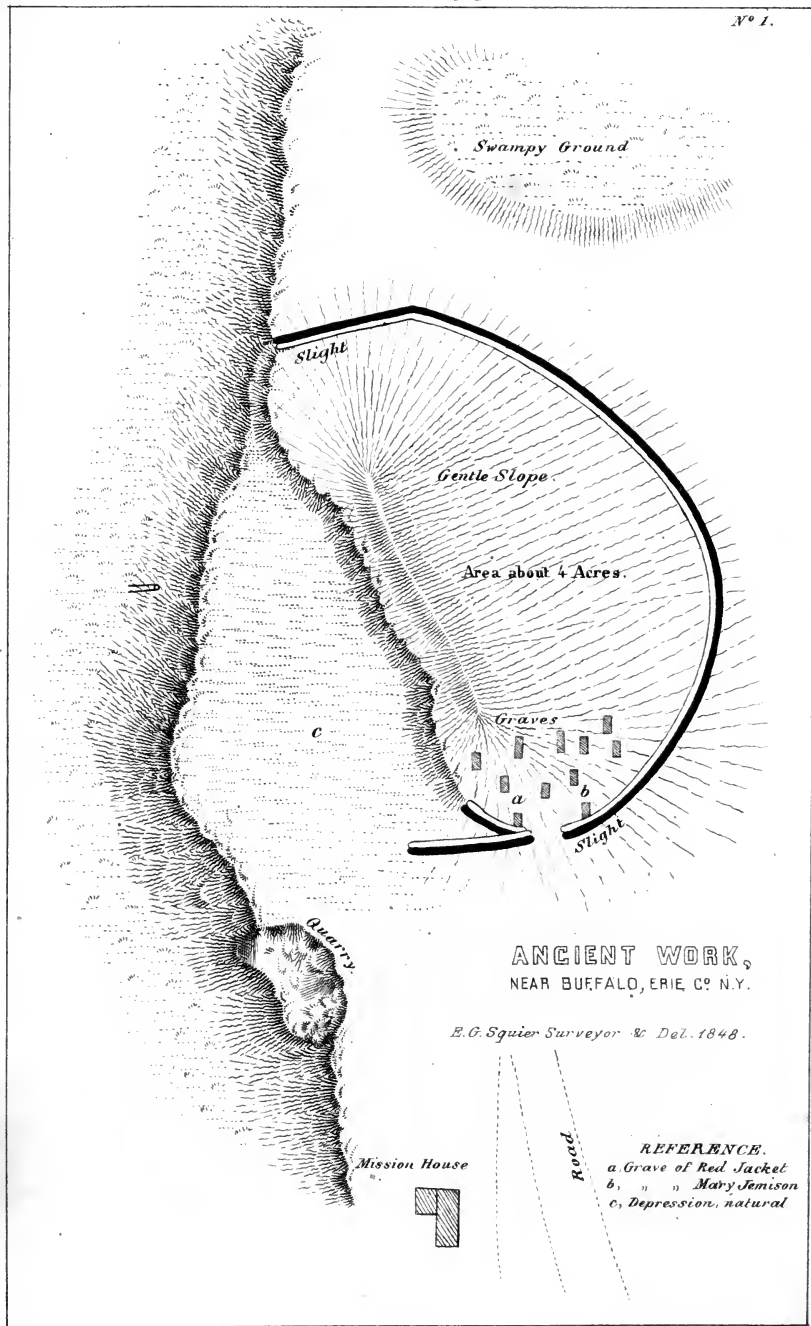 Nº 1.
Swampy Ground
Slight
Gentle Slope.
Area about 4 Acres.
Graves
c
a
b
Slight
Quarry.
ANCIENT WORK,
NEAR BUFFALO, ERIE Cº N.Y.
E.G. Squier Surveyor & Del. 1848.
Road
Mission House
REFERENCE.
a, Grave of Red Jacket
b, „ „ Mary Jemison
c, Depression, natural